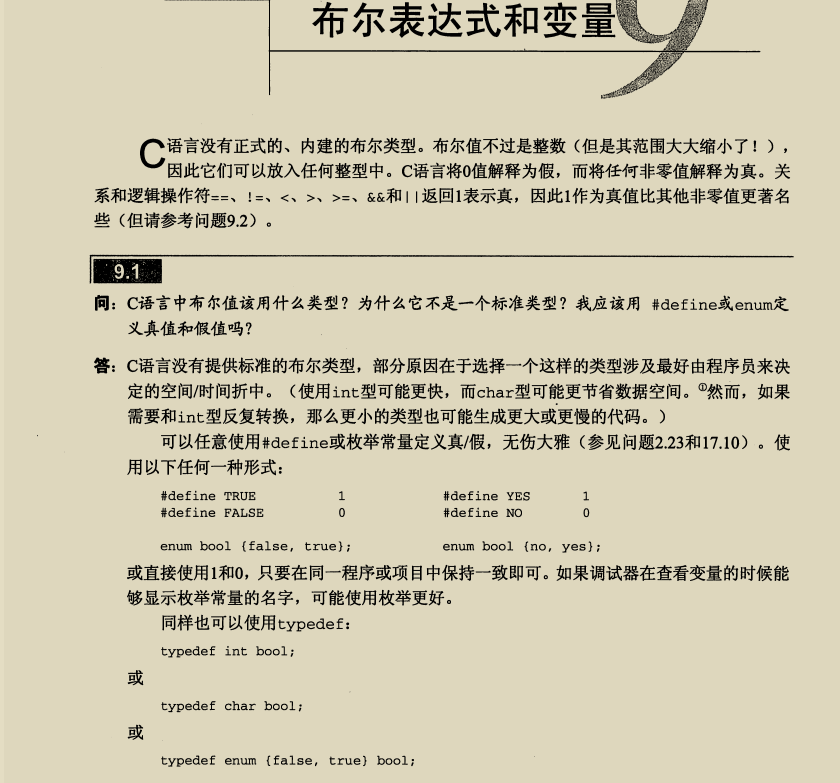 布尔表达式和变量
9
C语言没有正式的、内建的布尔类型。布尔值不过是整数（但是其范围大大缩小了！），
因此它们可以放入任何整型中。C语言将0值解释为假，而将任何非零值解释为真。关
系和逻辑操作符==、!=、<、>、>=、&&和||返回1表示真，因此1作为真值比其他非零值更著名
些（但请参考问题9.2）。
9.1
问：C语言中布尔值该用什么类型？为什么它不是一个标准类型？我应该用 #define或enum定
义真值和假值吗？
答：C语言没有提供标准的布尔类型，部分原因在于选择一个这样的类型涉及最好由程序员来决
定的空间/时间折中。（使用int型可能更快，而char型可能更节省数据空间。①然而，如果
需要和int型反复转换，那么更小的类型也可能生成更大或更慢的代码。）
可以任意使用#define或枚举常量定义真/假，无伤大雅（参见问题2.23和17.10）。使
用以下任何一种形式：
#define TRUE 1 #define YES 1
#define FALSE 0 #define NO 0
enum bool {false, true}; enum bool {no, yes};
或直接使用1和0，只要在同一程序或项目中保持一致即可。如果调试器在查看变量的时候能
够显示枚举常量的名字，可能使用枚举更好。
同样也可以使用typedef：
typedef int bool;
或
typedef char bool;
或
typedef enum {false, true} bool;